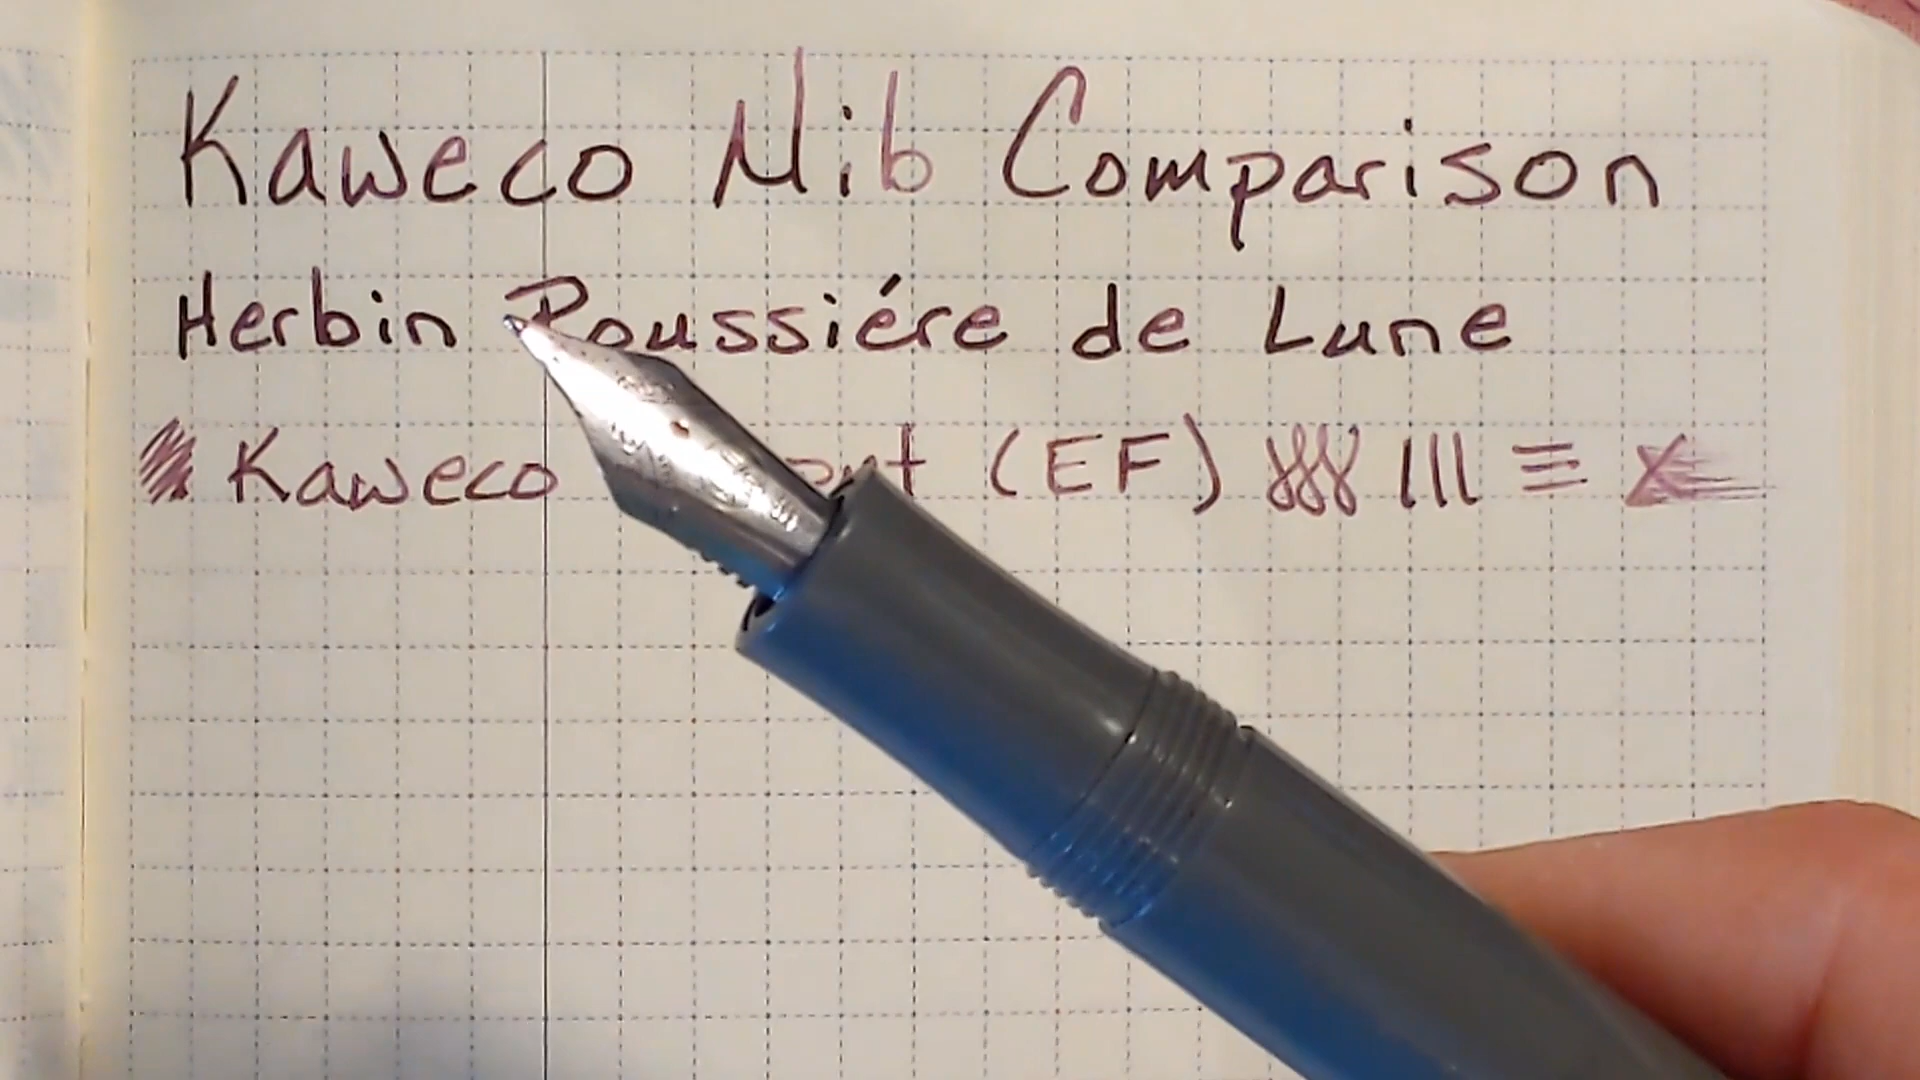 Kaweco Nib Comparison
Herbin Poussiére de Lune
Kaweco (EF)